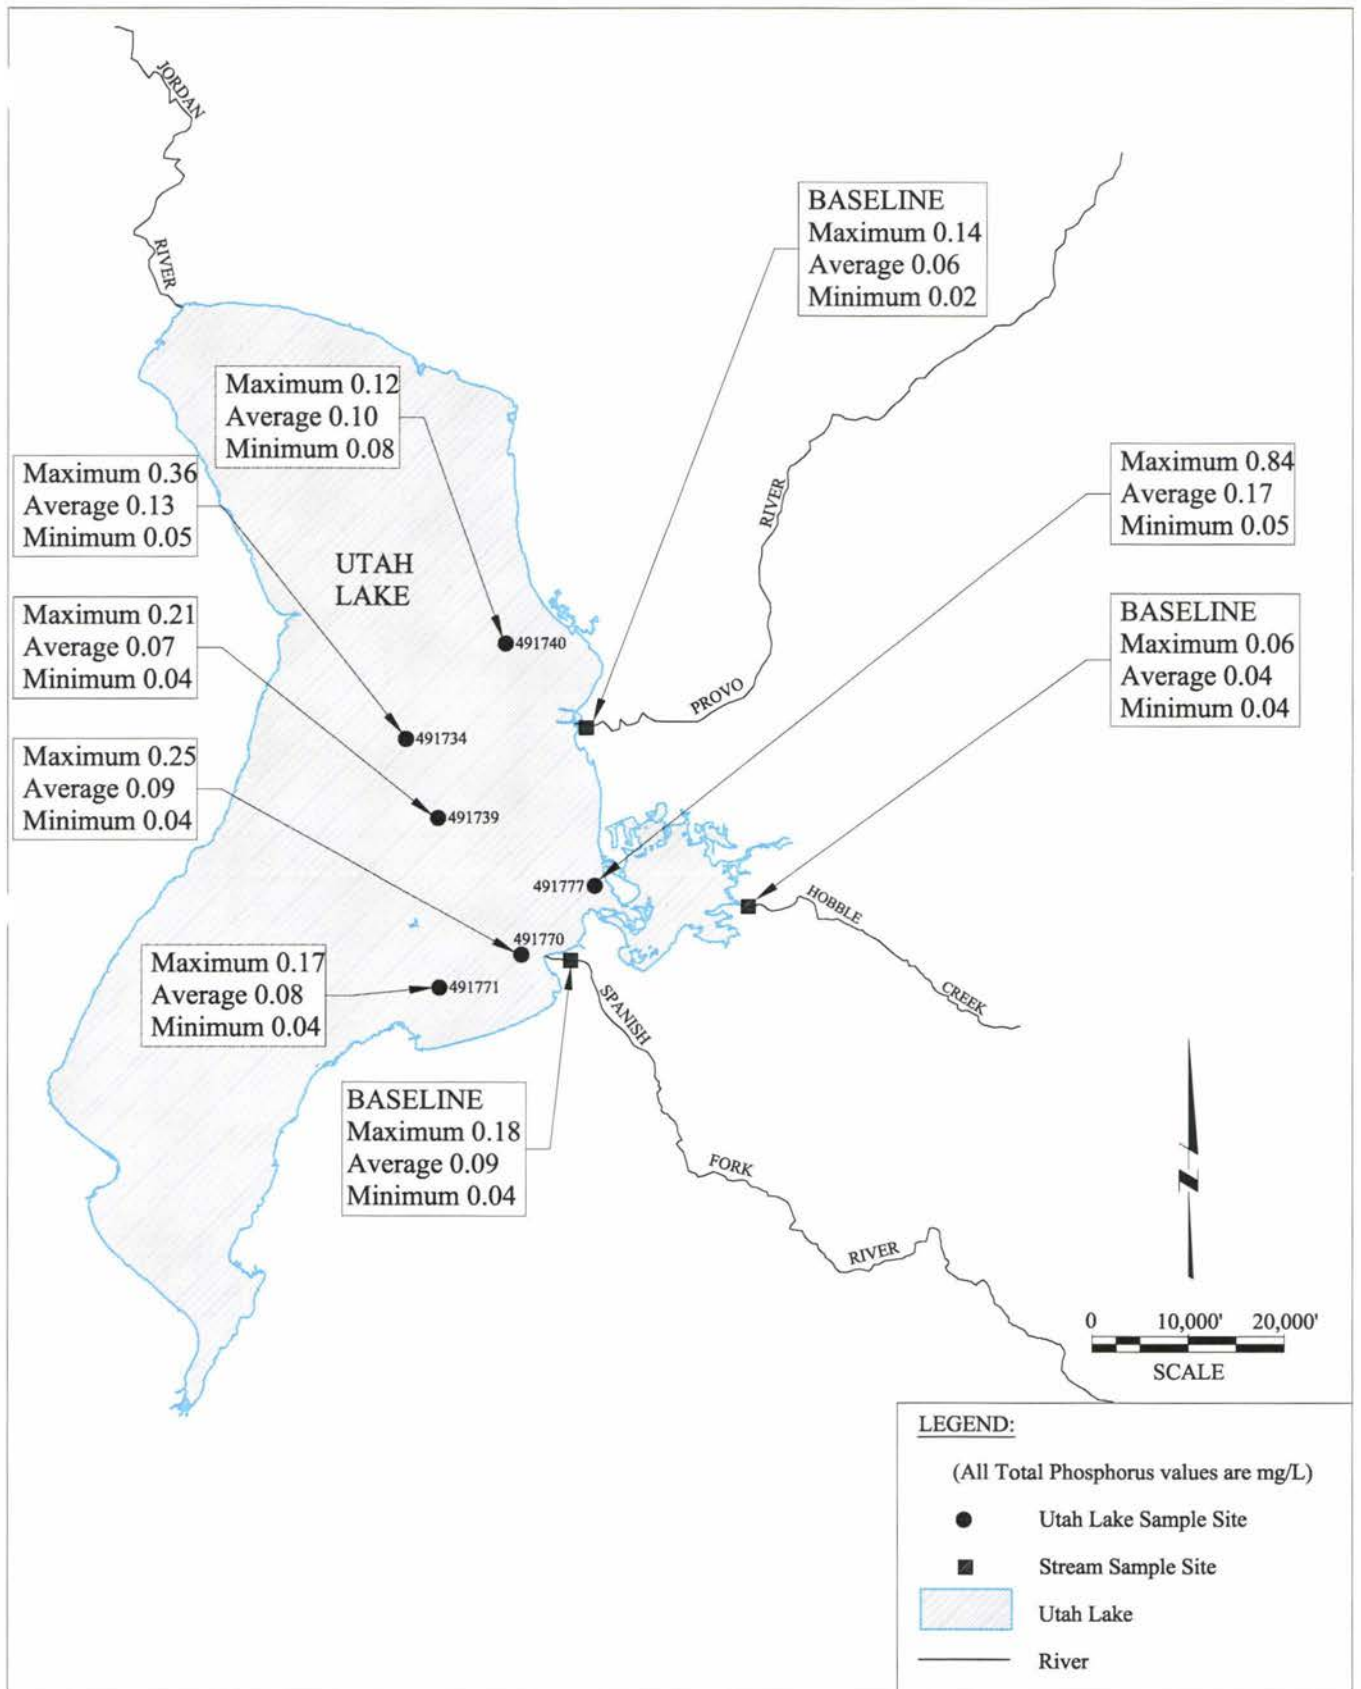 JORDAN
RIVER
BASELINE
Maximum 0.14
Average 0.06
Minimum 0.02
Maximum 0.12
Average 0.10
Minimum 0.08
Maximum 0.36
Average 0.13
Minimum 0.05
Maximum 0.84
Average 0.17
Minimum 0.05
RIVER
UTAH
LAKE
Maximum 0.21
Average 0.07
Minimum 0.04
BASELINE
Maximum 0.06
Average 0.04
Minimum 0.04
491740
PROVO
491734
Maximum 0.25
Average 0.09
Minimum 0.04
491739
491777
HOBBLE
491770
Maximum 0.17
Average 0.08
Minimum 0.04
491771
SPANISH
CREEK
BASELINE
Maximum 0.18
Average 0.09
Minimum 0.04
FORK
RIVER
N
0 10,000' 20,000'
SCALE
LEGEND:
(All Total Phosphorus values are mg/L)
Utah Lake Sample Site
Stream Sample Site
Utah Lake
River